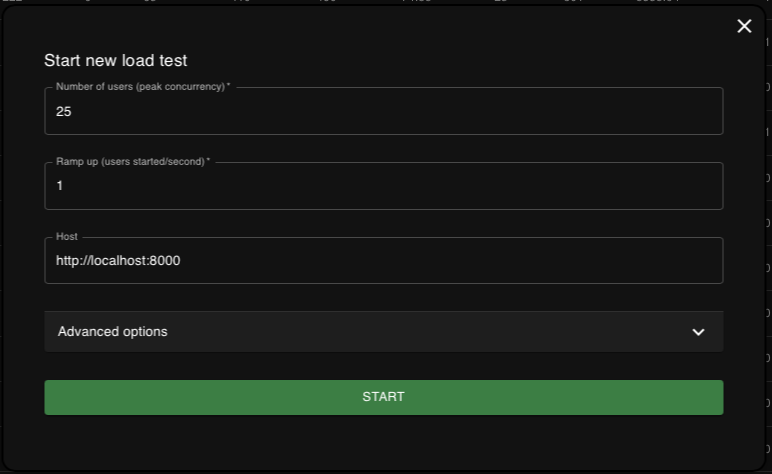 Start new load test
Number of users (peak concurrency) *
25
Ramp up (users started/second) *
1
Host
http://localhost:8000
Advanced options
START